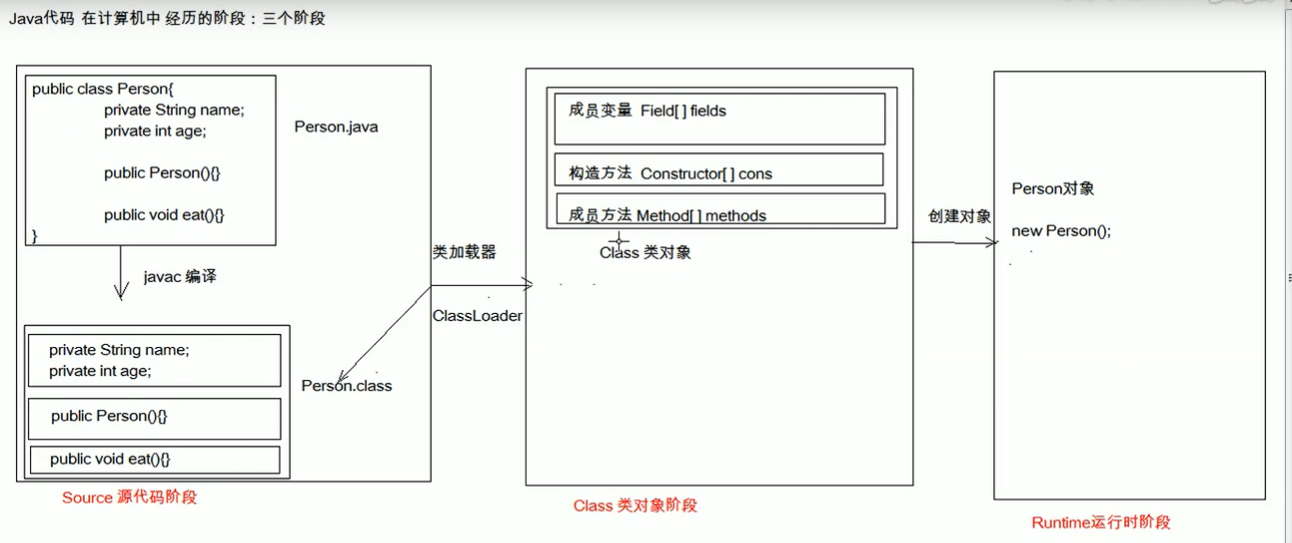 Java代码 在计算机中 经历的阶段：三个阶段
public class Person{
private String name;
private int age;
public Person(){}
public void eat(){}
}
Person.java
javac 编译
private String name;
private int age;
public Person(){}
public void eat(){}
Person.class
Source 源代码阶段
类加载器
ClassLoader
成员变量 Field[ ] fields
构造方法 Constructor[ ] cons
成员方法 Method[ ] methods
Class 类对象
Class 类对象阶段
创建对象
Person对象
new Person();
Runtime运行时阶段